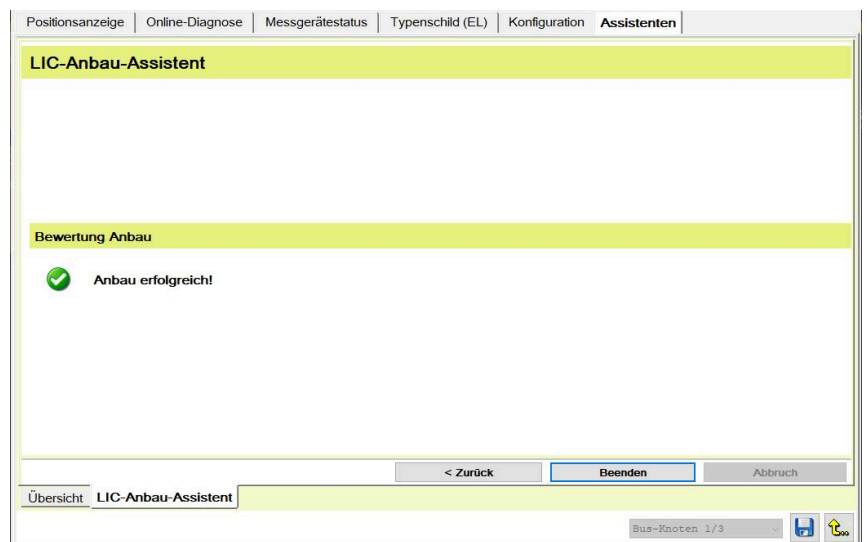 Positionsanzeige Online-Diagnose Messgerätestatus Typenschild (EL) Konfiguration Assistenten
LIC-Anbau-Assistent
Bewertung Anbau
Anbau erfolgreich!
< Zurück Beenden Abbruch
Übersicht LIC-Anbau-Assistent
Bus-Knoten 1/3